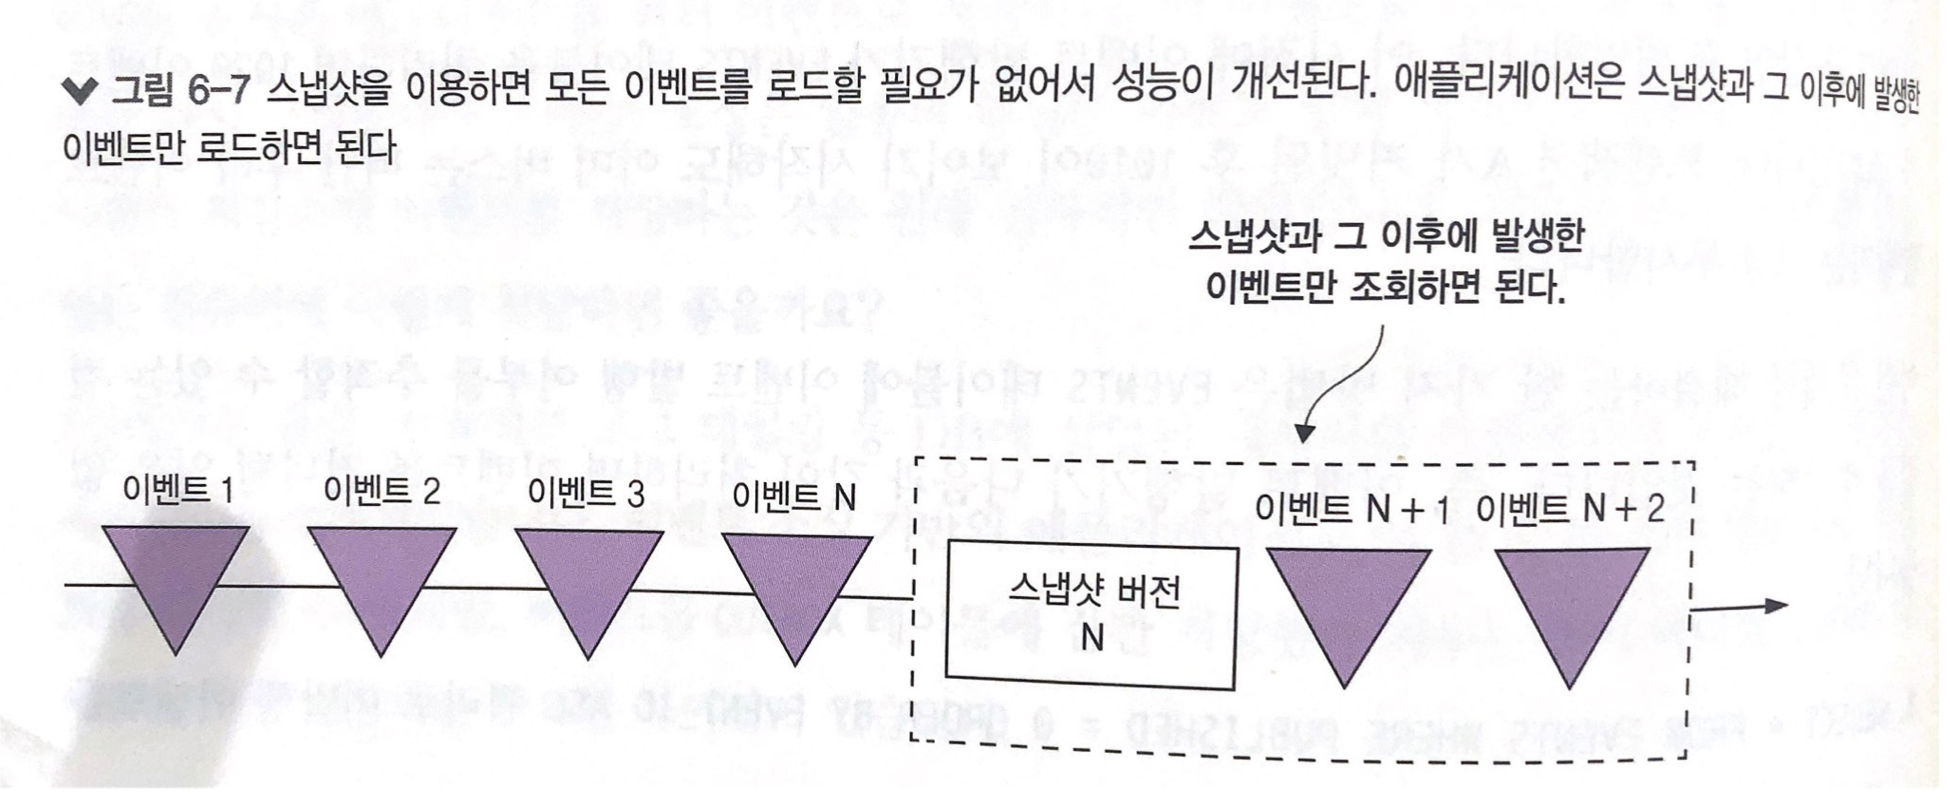 그림 6-7 스냅샷을 이용하면 모든 이벤트를 로드할 필요가 없어서 성능이 개선된다. 애플리케이션은 스냅샷과 그 이후에 발생한
이벤트만 로드하면 된다
스냅샷과 그 이후에 발생한
이벤트만 조회하면 된다.
이벤트 1 이벤트 2 이벤트 3 이벤트 N 이벤트 N+1 이벤트 N+2
스냅샷 버전
N